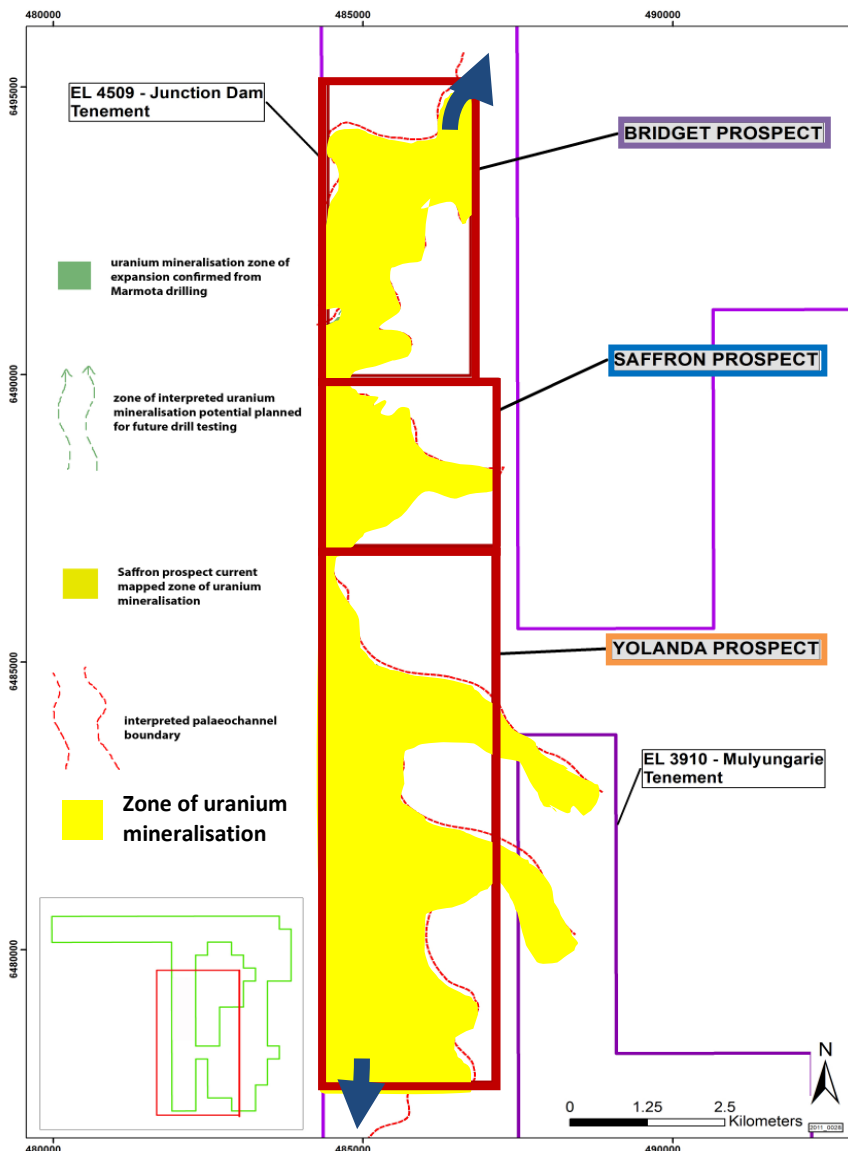 480000
485000
490000
6495000
EL 4509 - Junction Dam
Tenement
BRIDGET PROSPECT
uranium mineralisation zone of
expansion confirmed from
Marmota drilling
6490000
SAFFRON PROSPECT
zone of interpreted uranium
mineralisation potential planned
for future drill testing
Saffron prospect current
mapped zone of uranium
mineralisation
YOLANDA PROSPECT
6485000
interpreted palaeochannel
boundary
EL 3910 - Mulyungarie
Tenement
Zone of uranium
mineralisation
6480000
N
0
1.25
2.5
Kilometers
2011_0028
480000
485000
490000